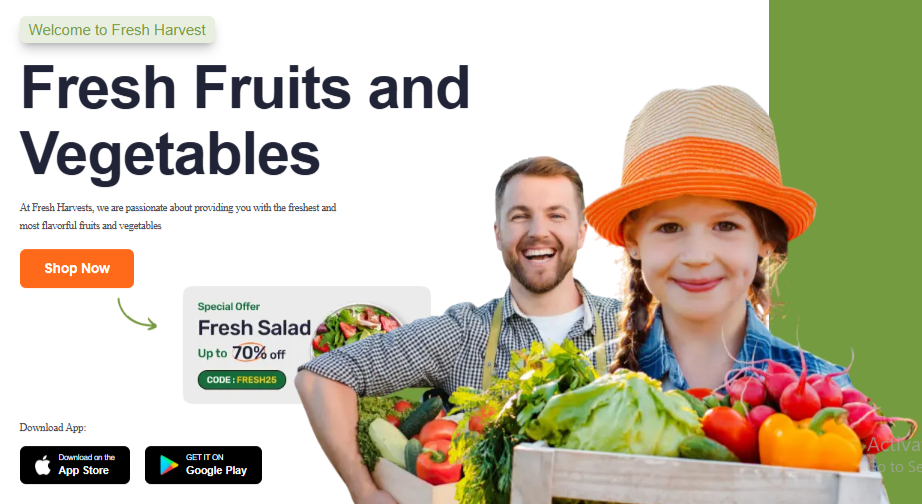 Welcome to Fresh Harvest
Fresh Fruits and
Vegetables
At Fresh Harvests, we are passionate about providing you with the freshest and
most flavorful fruits and vegetables
Shop Now
Special Offer
Fresh Salad
Up to 70% off
CODE : FRESH25
Download App:
Download on the
App Store
GET IT ON
Google Play
to Se